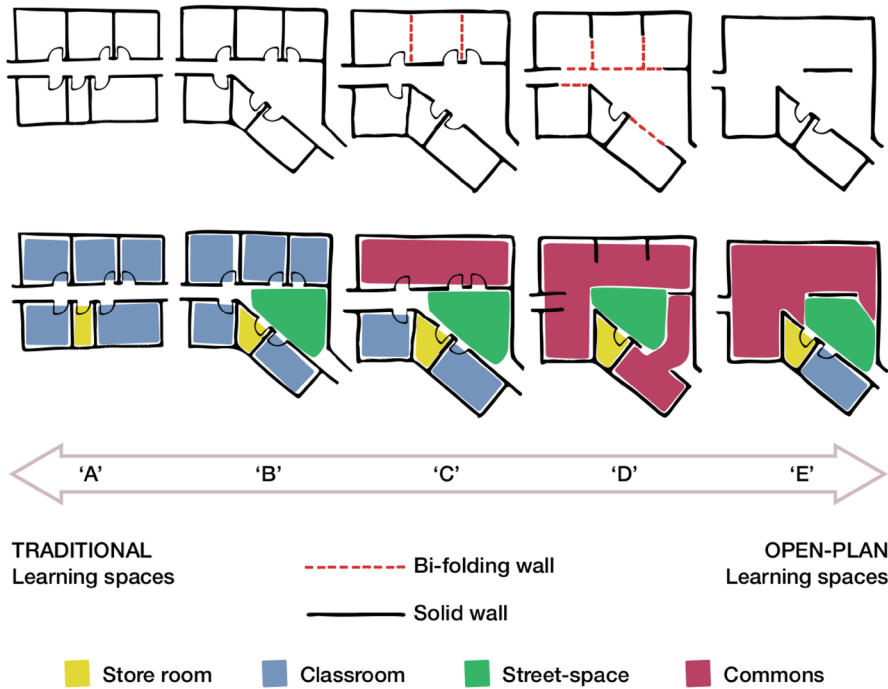 ‘A’
‘B’
‘C’
‘D’
‘E’
TRADITIONAL
Learning spaces
OPEN-PLAN
Learning spaces
Bi-folding wall
Solid wall
Store room
Classroom
Street-space
Commons